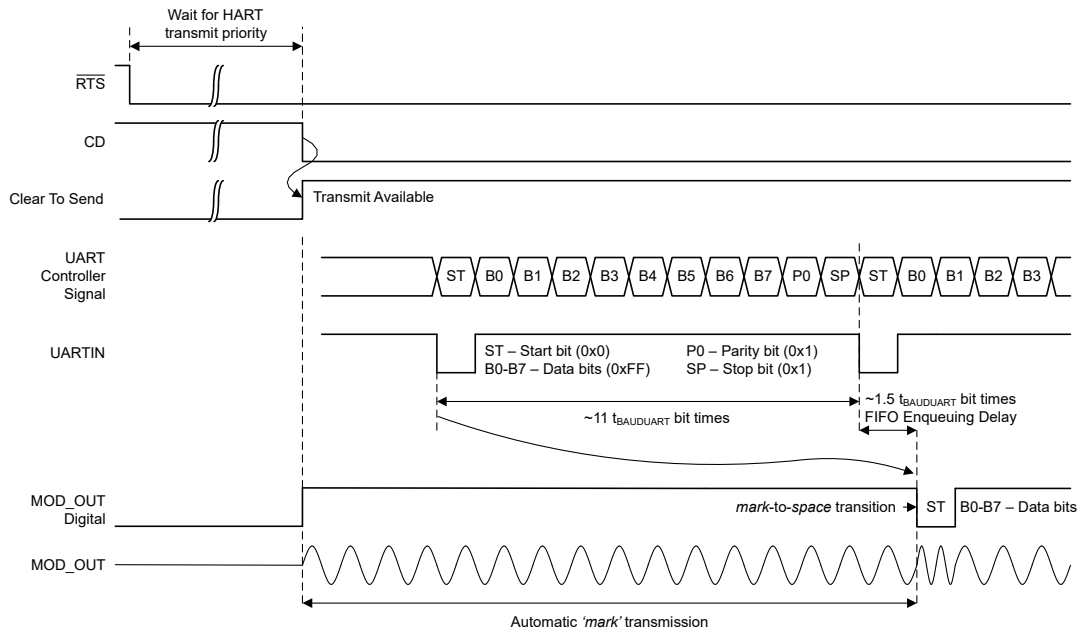 Wait for HART
transmit priority
RTS
CD
Clear To Send
Transmit Available
UART
Controller
Signal
ST B0 B1 B2 B3 B4 B5 B6 B7 P0 SP ST B0 B1 B2 B3
UARTIN
ST – Start bit (0x0) P0 – Parity bit (0x1)
B0-B7 – Data bits (0xFF) SP – Stop bit (0x1)
~11 tBAUDUART bit times
~1.5 tBAUDUART bit times
FIFO Enqueuing Delay
MOD_OUT
Digital
mark-to-space transition
ST B0-B7 – Data bits
MOD_OUT
Automatic ‘mark’ transmission